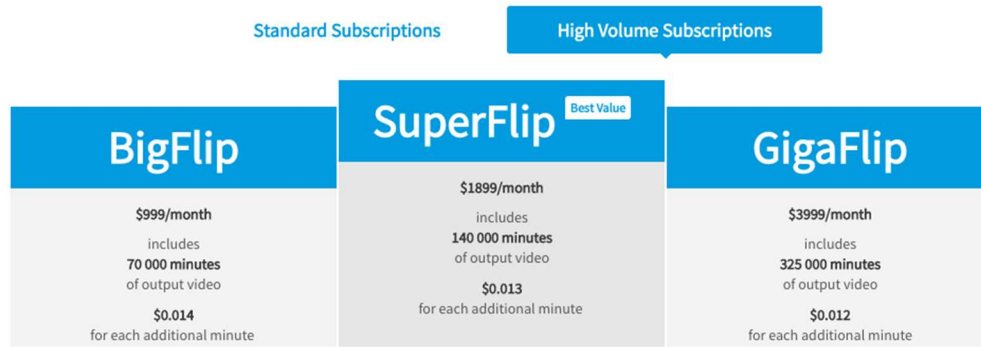 Standard Subscriptions
High Volume Subscriptions
BigFlip
$999/month
includes
70 000 minutes
of output video
$0.014
for each additional minute
SuperFlip
Best Value
$1899/month
includes
140 000 minutes
of output video
$0.013
for each additional minute
GigaFlip
$3999/month
includes
325 000 minutes
of output video
$0.012
for each additional minute